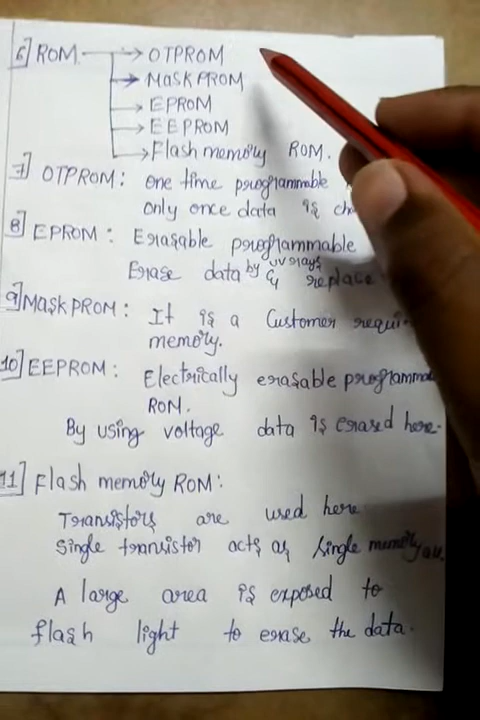 6] ROM → OTPROM
→ MaSK PROM
→ EPROM
→ EEPROM
→ Flash memory ROM.
7] OTPROM: one time programmable
only once data is
8] EPROM: Erasable programmable
Erase data by UV rays & replace
9] MaSK PROM: It is a Customer
memory.
10] EEPROM: Electrically erasable
ROM.
By using voltage data is erased here.
11] Flash memory ROM:
Transistors are used here
Single transistor acts as single memory
A large area is exposed to
flash light to erase the data.